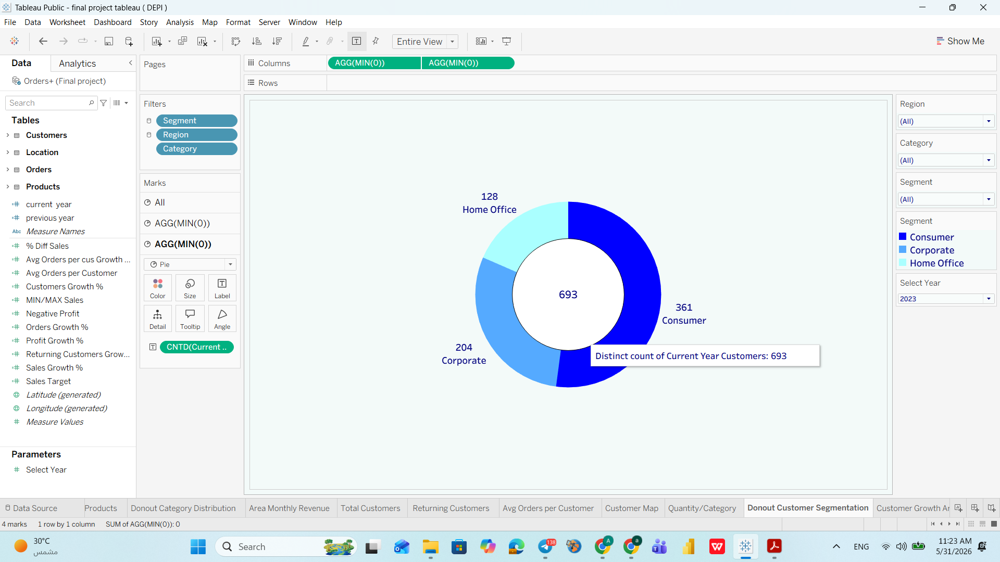 Tableau Public - final project tableau ( DEPI )
File Data Worksheet Dashboard Story Analysis Map Format Server Window Help
Entire View
Show Me
Data
Analytics
Orders+ (Final project)
Search
Tables
Customers
Location
Orders
Products
current year
previous year
Abc Measure Names
% Diff Sales
Avg Orders per cus Growth ...
Avg Orders per Customer
Customers Growth %
MIN/MAX Sales
Negative Profit
Orders Growth %
Profit Growth %
Returning Customers Grow...
Sales Growth %
Sales Target
Latitude (generated)
Longitude (generated)
Measure Values
Parameters
Select Year
Pages
Filters
Segment
Region
Category
Marks
All
AGG(MIN(0))
AGG(MIN(0))
Pie
Color Size Label
Detail Tooltip Angle
CNTD(Current ..
Columns
AGG(MIN(0)) AGG(MIN(0))
Rows
128
Home Office
693
361
Consumer
204
Corporate
Distinct count of Current Year Customers: 693
Region
(All)
Category
(All)
Segment
(All)
Segment
Consumer
Corporate
Home Office
Select Year
2023
Data Source Products Donout Category Distribution Area Monthly Revenue Total Customers Returning Customers Avg Orders per Customer Customer Map Quantity/Category Donout Customer Segmentation Customer Growth Ar
4 marks 1 row by 1 column SUM of AGG(MIN(0)): 0
30°C
مشمس
Search
138
A
a
ENG
11:23 AM
5/31/2026